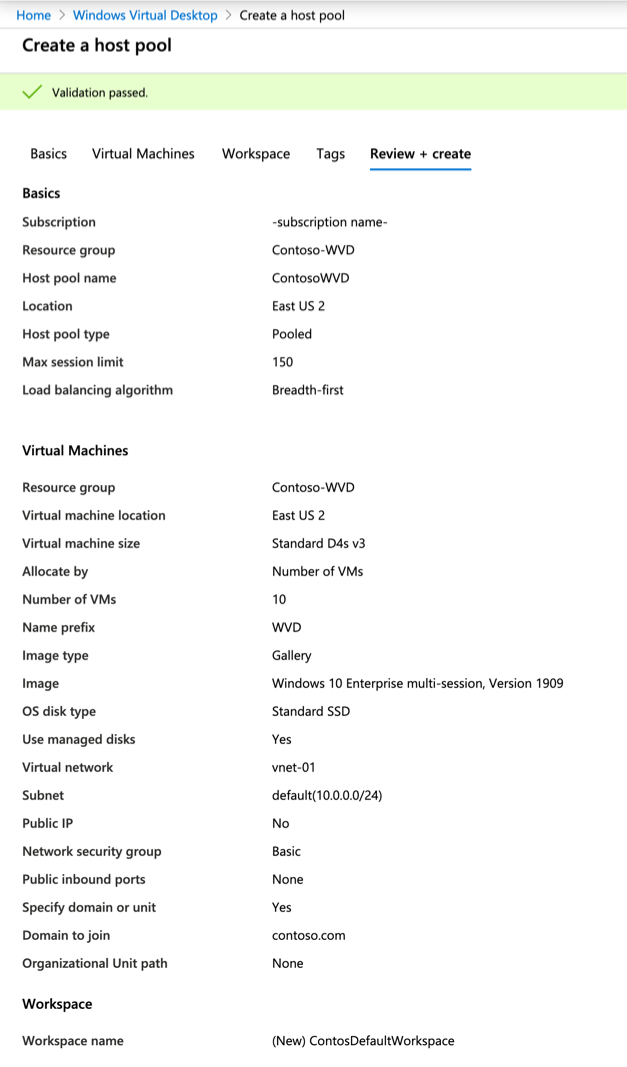 Home > Windows Virtual Desktop > Create a host pool
Create a host pool
Validation passed.
Basics Virtual Machines Workspace Tags Review + create
Basics
Subscription -subscription name-
Resource group Contoso-WVD
Host pool name ContosoWVD
Location East US 2
Host pool type Pooled
Max session limit 150
Load balancing algorithm Breadth-first
Virtual Machines
Resource group Contoso-WVD
Virtual machine location East US 2
Virtual machine size Standard D4s v3
Allocate by Number of VMs
Number of VMs 10
Name prefix WVD
Image type Gallery
Image Windows 10 Enterprise multi-session, Version 1909
OS disk type Standard SSD
Use managed disks Yes
Virtual network vnet-01
Subnet default(10.0.0.0/24)
Public IP No
Network security group Basic
Public inbound ports None
Specify domain or unit Yes
Domain to join contoso.com
Organizational Unit path None
Workspace
Workspace name (New) ContosDefaultWorkspace